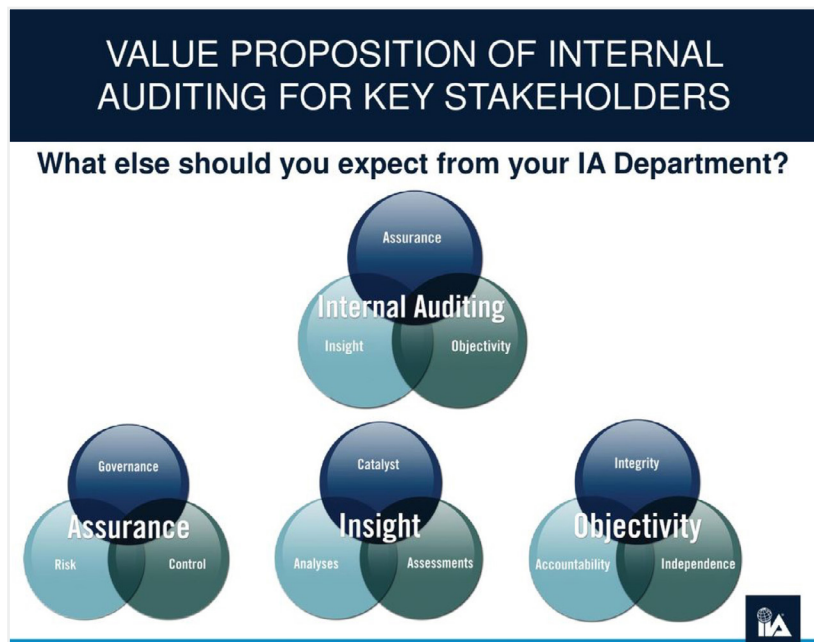 VALUE PROPOSITION OF INTERNAL
AUDITING FOR KEY STAKEHOLDERS
What else should you expect from your IA Department?
Assurance
Internal Auditing
Insight
Objectivity
Governance
Assurance
Risk
Control
Catalyst
Insight
Analyses
Assessments
Integrity
Objectivity
Accountability
Independence
IIA